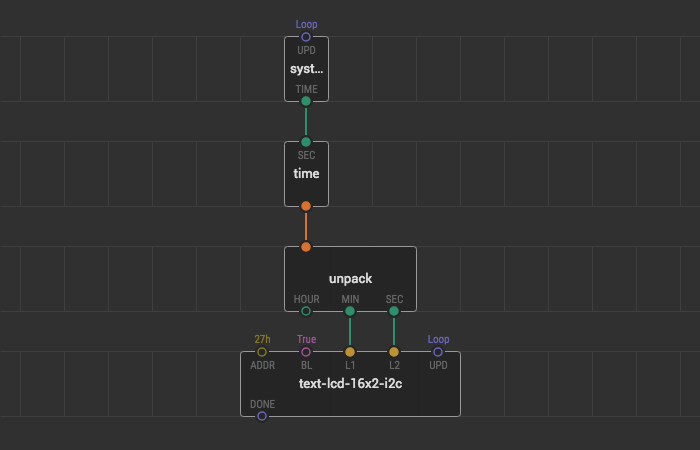 Loop
UPD
syst...
TIME
SEC
time
unpack
HOUR MIN SEC
27h True Loop
ADDR BL L1 L2 UPD
text-lcd-16x2-i2c
DONE